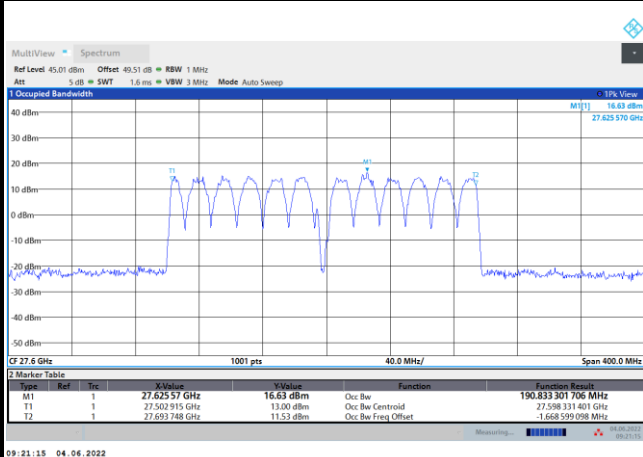 MultiView Spectrum
Ref Level 45.01 dBm Offset 49.51 dB RBW 1 MHz
Att 5 dB SWT 1.6 ms VBW 3 MHz Mode Auto Sweep
1 Occupied Bandwidth 1Pk View
M1[1] 16.63 dBm
27.625 570 GHz
40 dBm
30 dBm
20 dBm
M1
T1 T2
10 dBm
0 dBm
-10 dBm
-20 dBm
-30 dBm
-40 dBm
-50 dBm
CF 27.6 GHz 1001 pts 40.0 MHz/ Span 400.0 MHz
2 Marker Table
Type Ref Trc X-Value Y-Value Function Function Result
M1 1 27.625 57 GHz 16.63 dBm Occ Bw 190.833 301 706 MHz
T1 1 27.502 915 GHz 13.00 dBm Occ Bw Centroid 27.598 331 401 GHz
T2 1 27.693 748 GHz 11.53 dBm Occ Bw Freq Offset -1.668 599 098 MHz
Measuring... 04.06.2022
09:21:15
09:21:15 04.06.2022